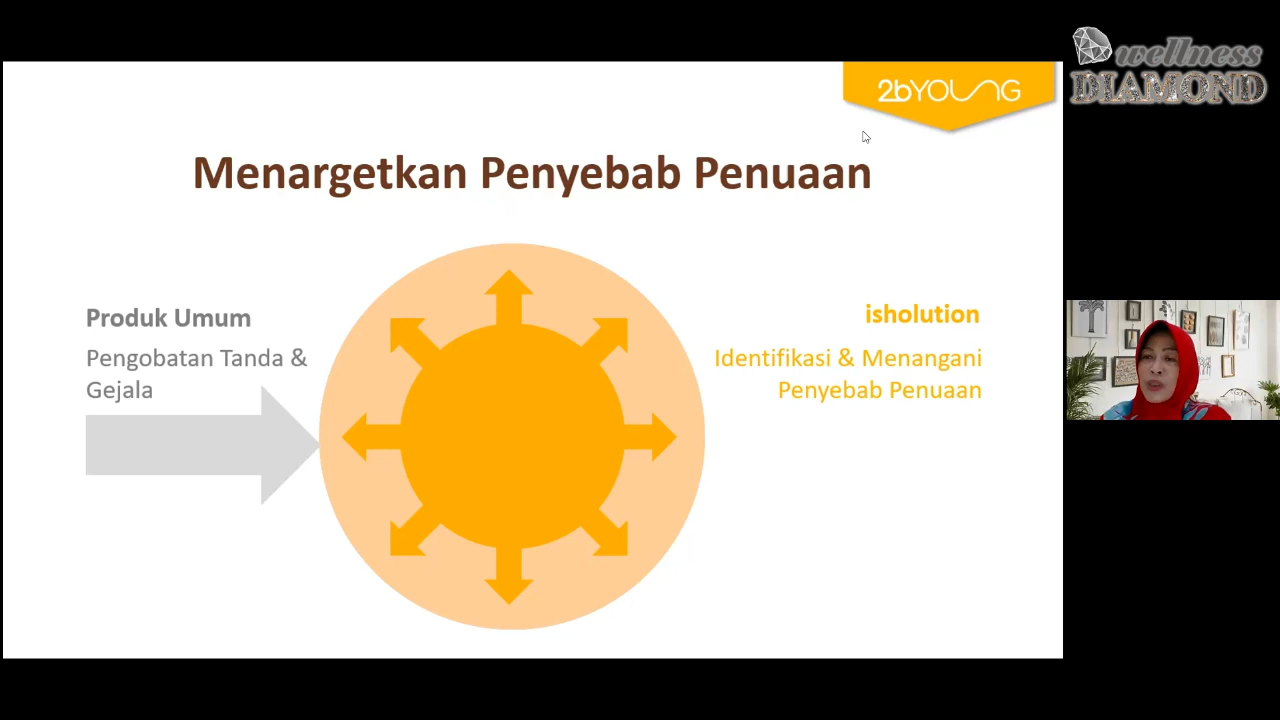 2bYOUNG
wellness
DIAMOND
Menargetkan Penyebab Penuaan
Produk Umum
Pengobatan Tanda &
Gejala
isholution
Identifikasi & Menangani
Penyebab Penuaan